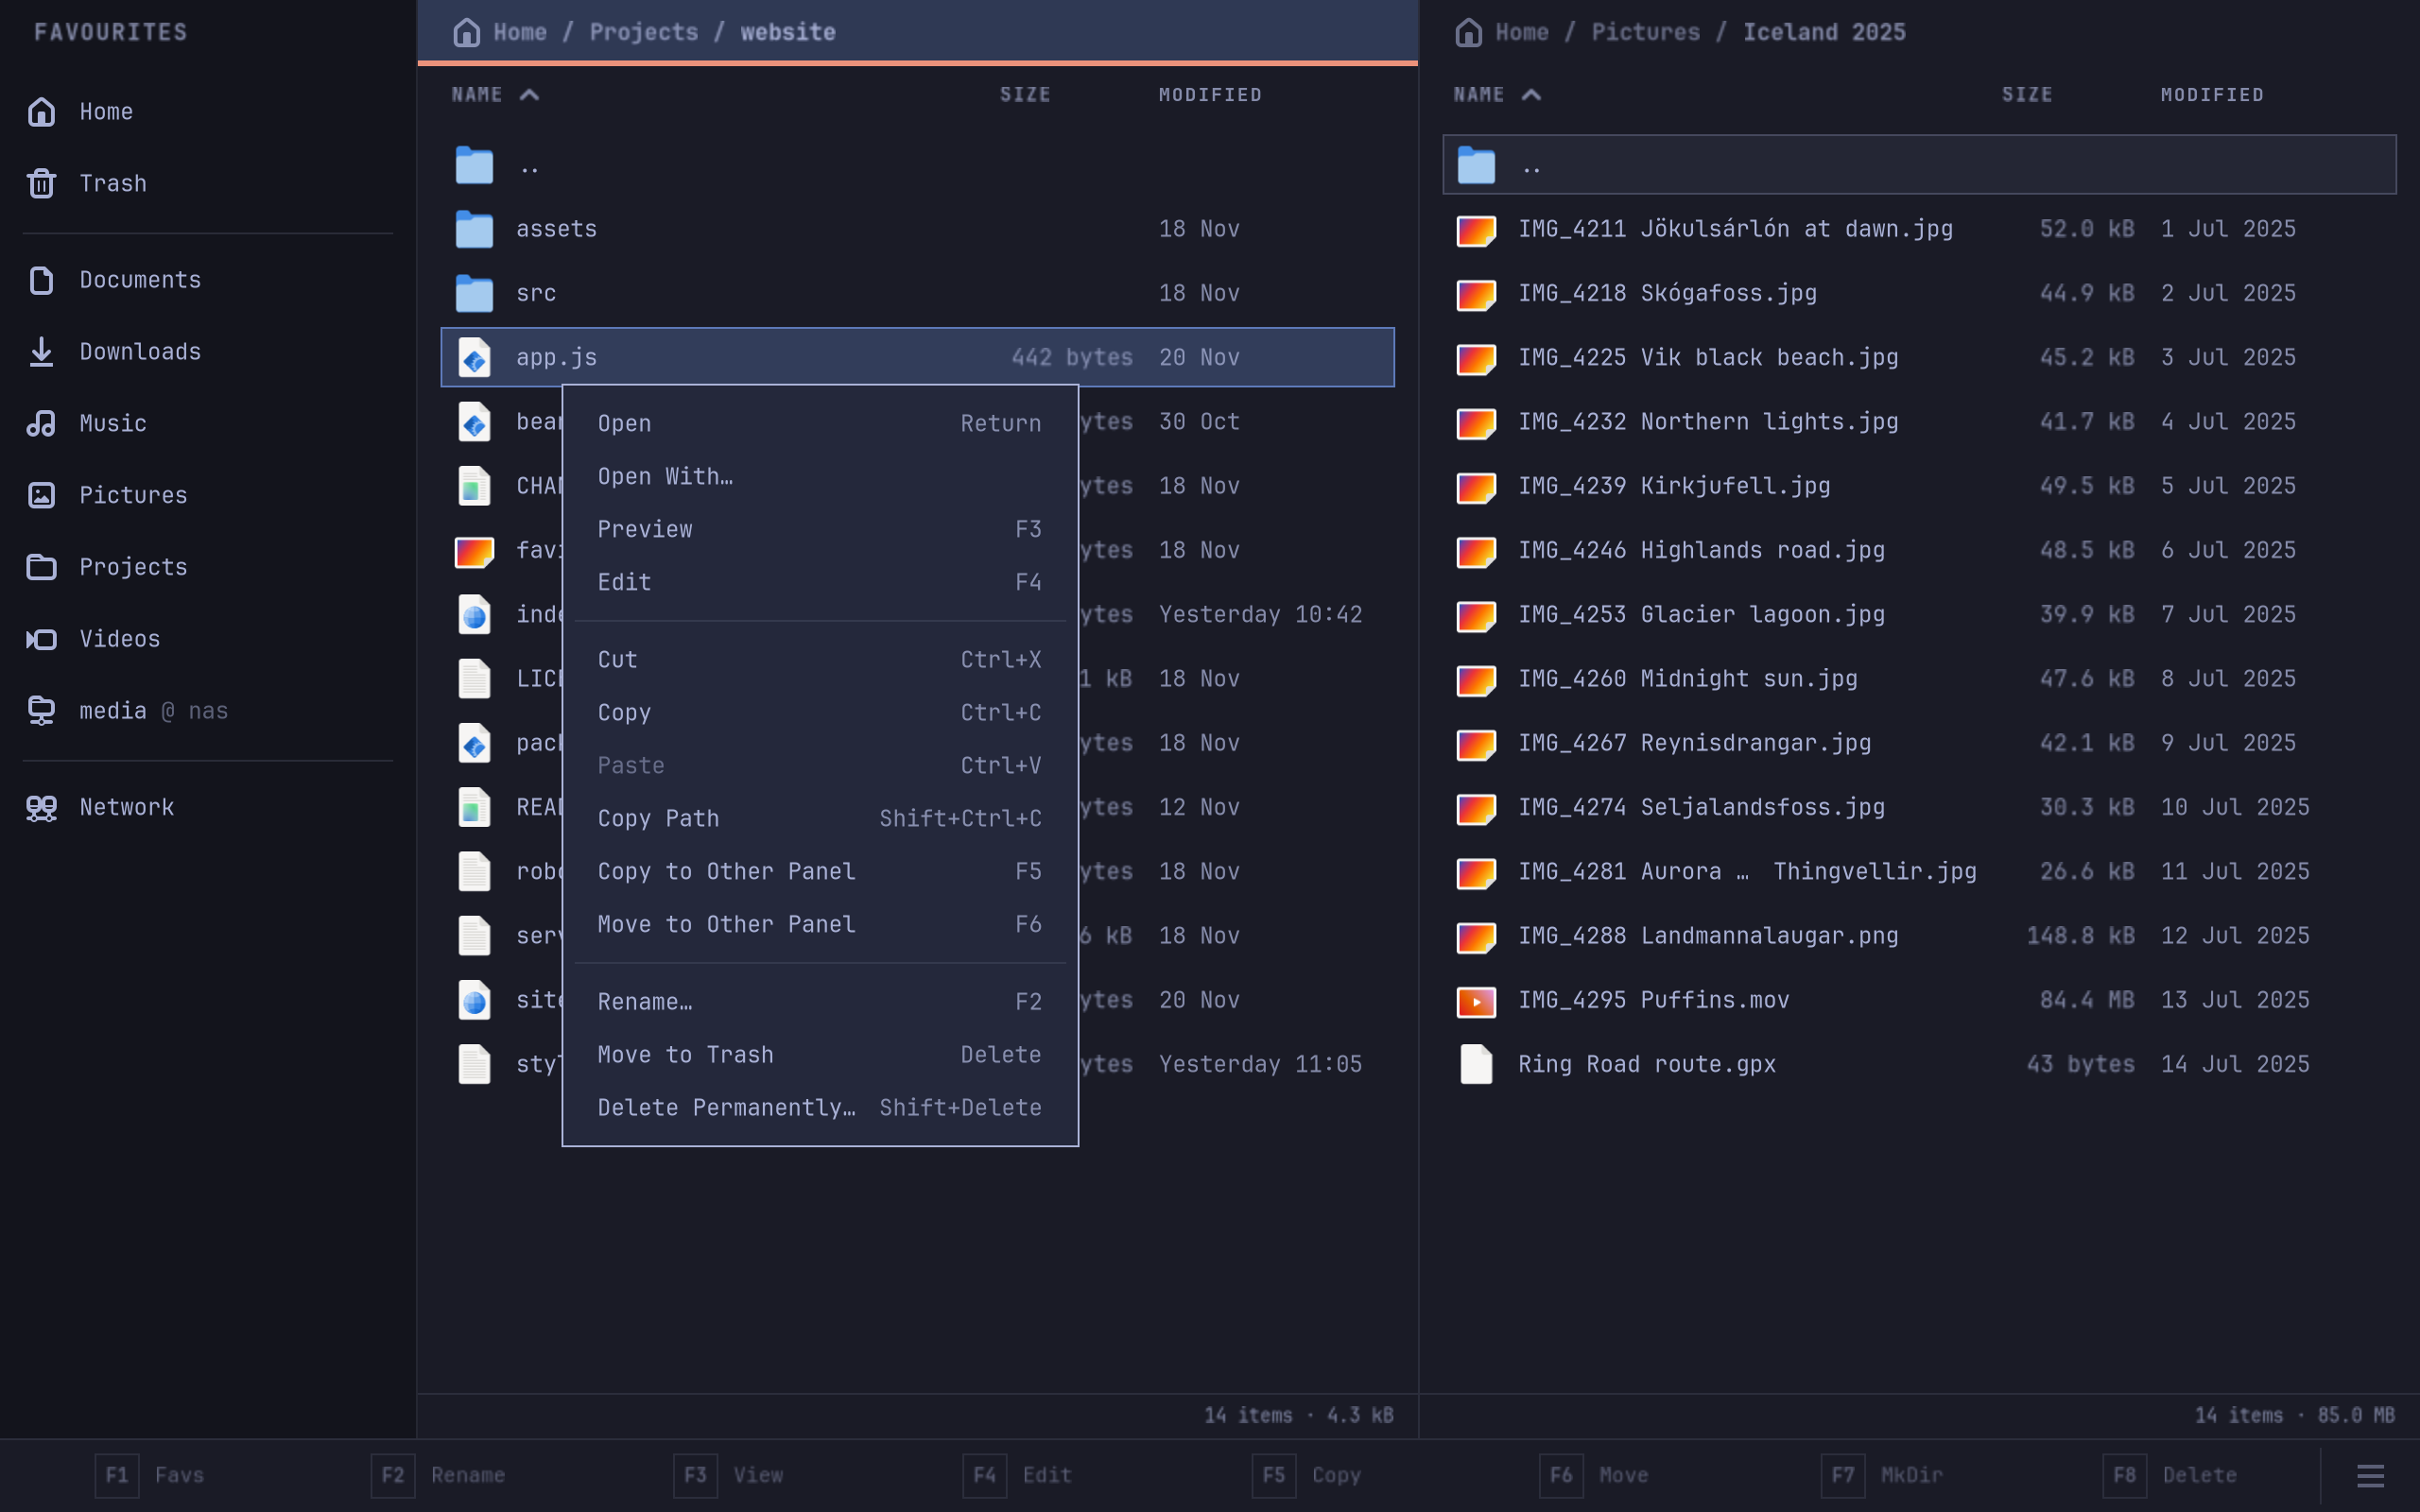 FAVOURITES
Home
Trash
Documents
Downloads
Music
Pictures
Projects
Videos
media @ nas
Network
Home / Projects / website
NAME SIZE MODIFIED
..
assets 18 Nov
src 18 Nov
app.js 442 bytes 20 Nov
30 Oct
18 Nov
18 Nov
Yesterday 10:42
18 Nov
18 Nov
12 Nov
18 Nov
18 Nov
20 Nov
Yesterday 11:05
Open Return
Open With…
Preview F3
Edit F4
Cut Ctrl+X
Copy Ctrl+C
Paste Ctrl+V
Copy Path Shift+Ctrl+C
Copy to Other Panel F5
Move to Other Panel F6
Rename… F2
Move to Trash Delete
Delete Permanently… Shift+Delete
14 items · 4.3 kB
Home / Pictures / Iceland 2025
NAME SIZE MODIFIED
..
IMG_4211 Jökulsárlón at dawn.jpg 52.0 kB 1 Jul 2025
IMG_4218 Skógafoss.jpg 44.9 kB 2 Jul 2025
IMG_4225 Vik black beach.jpg 45.2 kB 3 Jul 2025
IMG_4232 Northern lights.jpg 41.7 kB 4 Jul 2025
IMG_4239 Kirkjufell.jpg 49.5 kB 5 Jul 2025
IMG_4246 Highlands road.jpg 48.5 kB 6 Jul 2025
IMG_4253 Glacier lagoon.jpg 39.9 kB 7 Jul 2025
IMG_4260 Midnight sun.jpg 47.6 kB 8 Jul 2025
IMG_4267 Reynisdrangar.jpg 42.1 kB 9 Jul 2025
IMG_4274 Seljalandsfoss.jpg 30.3 kB 10 Jul 2025
IMG_4281 Aurora … Thingvellir.jpg 26.6 kB 11 Jul 2025
IMG_4288 Landmannalaugar.png 148.8 kB 12 Jul 2025
IMG_4295 Puffins.mov 84.4 MB 13 Jul 2025
Ring Road route.gpx 43 bytes 14 Jul 2025
14 items · 85.0 MB
F1 Favs F2 Rename F3 View F4 Edit F5 Copy F6 Move F7 MkDir F8 Delete